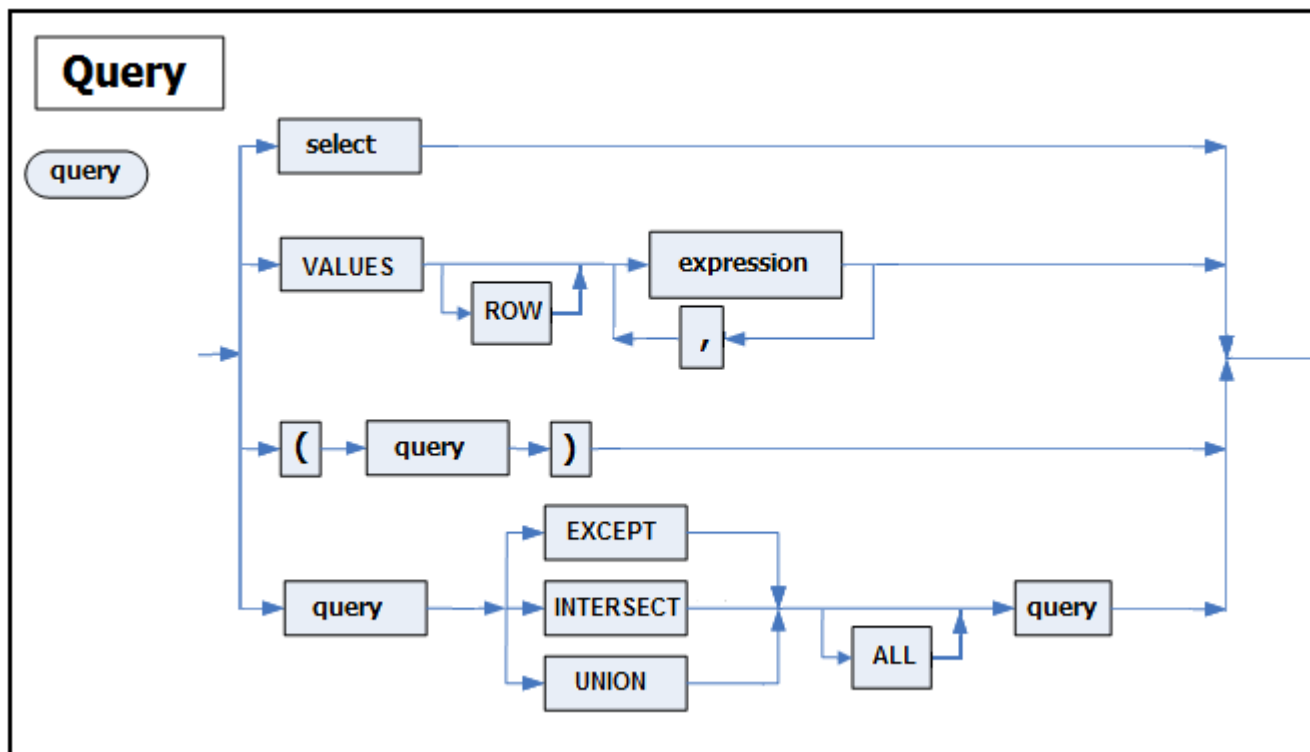 Query
query
select
VALUES
ROW
expression
,
(
query
)
query
EXCEPT
INTERSECT
UNION
ALL
query